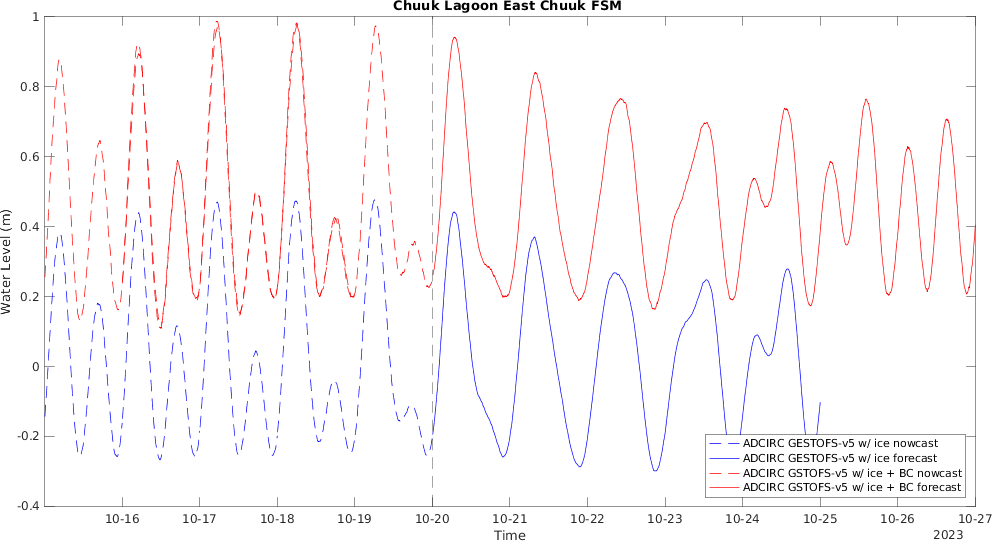 Chuuk Lagoon East Chuuk FSM
Water Level (m)
1
0.8
0.6
0.4
0.2
0
-0.2
-0.4
ADCIRC GESTOFS-v5 w/ ice nowcast
ADCIRC GESTOFS-v5 w/ ice forecast
ADCIRC GSTOFS-v5 w/ ice + BC nowcast
ADCIRC GSTOFS-v5 w/ ice + BC forecast
10-16 10-17 10-18 10-19 10-20 10-21 10-22 10-23 10-24 10-25 10-26 10-27
Time
2023